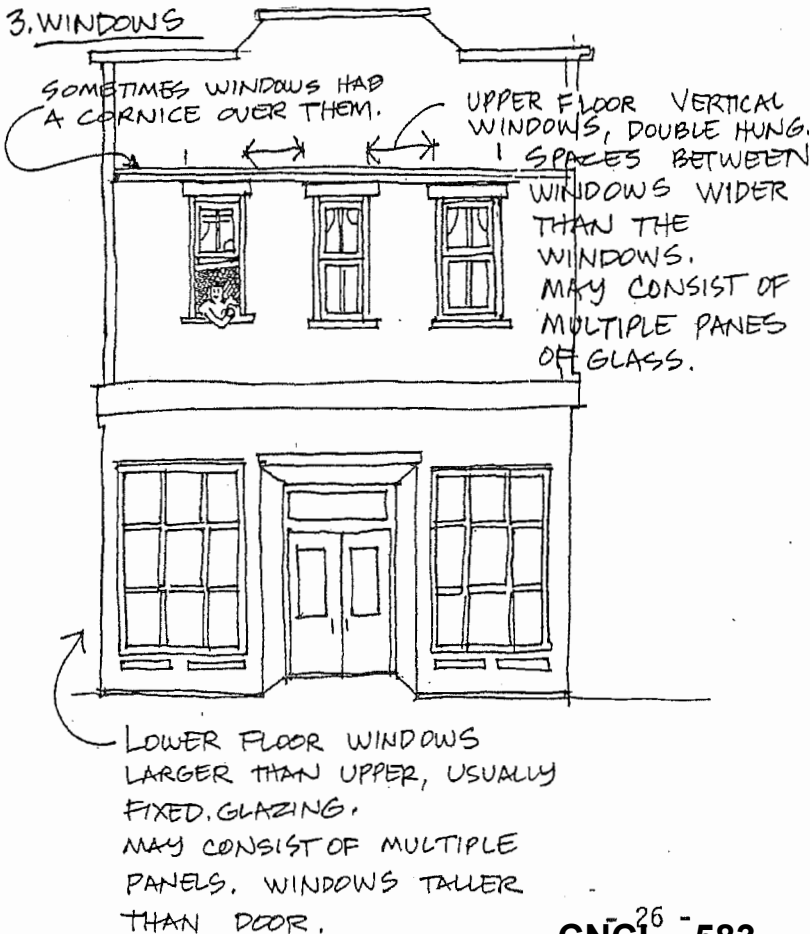 3. WINDOWS
SOMETIMES WINDOWS HAD
A CORNICE OVER THEM.
UPPER FLOOR VERTICAL
WINDOWS, DOUBLE HUNG.
SPACES BETWEEN
WINDOWS WIDER
THAN THE
WINDOWS.
MAY CONSIST OF
MULTIPLE PANES
OF GLASS.
LOWER FLOOR WINDOWS
LARGER THAN UPPER, USUALLY
FIXED. GLAZING.
MAY CONSIST OF MULTIPLE
PANELS. WINDOWS TALLER
THAN DOOR.
- 26 -